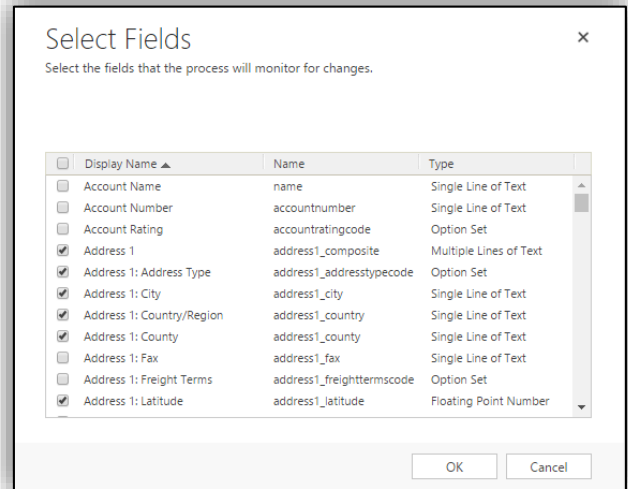 Select Fields
Select the fields that the process will monitor for changes.
Display Name Name Type
Account Name name Single Line of Text
Account Number accountnumber Single Line of Text
Account Rating accountratingcode Option Set
Address 1 address1_composite Multiple Lines of Text
Address 1: Address Type address1_addresstypecode Option Set
Address 1: City address1_city Single Line of Text
Address 1: Country/Region address1_country Single Line of Text
Address 1: County address1_county Single Line of Text
Address 1: Fax address1_fax Single Line of Text
Address 1: Freight Terms address1_freighttermscode Option Set
Address 1: Latitude address1_latitude Floating Point Number
OK Cancel